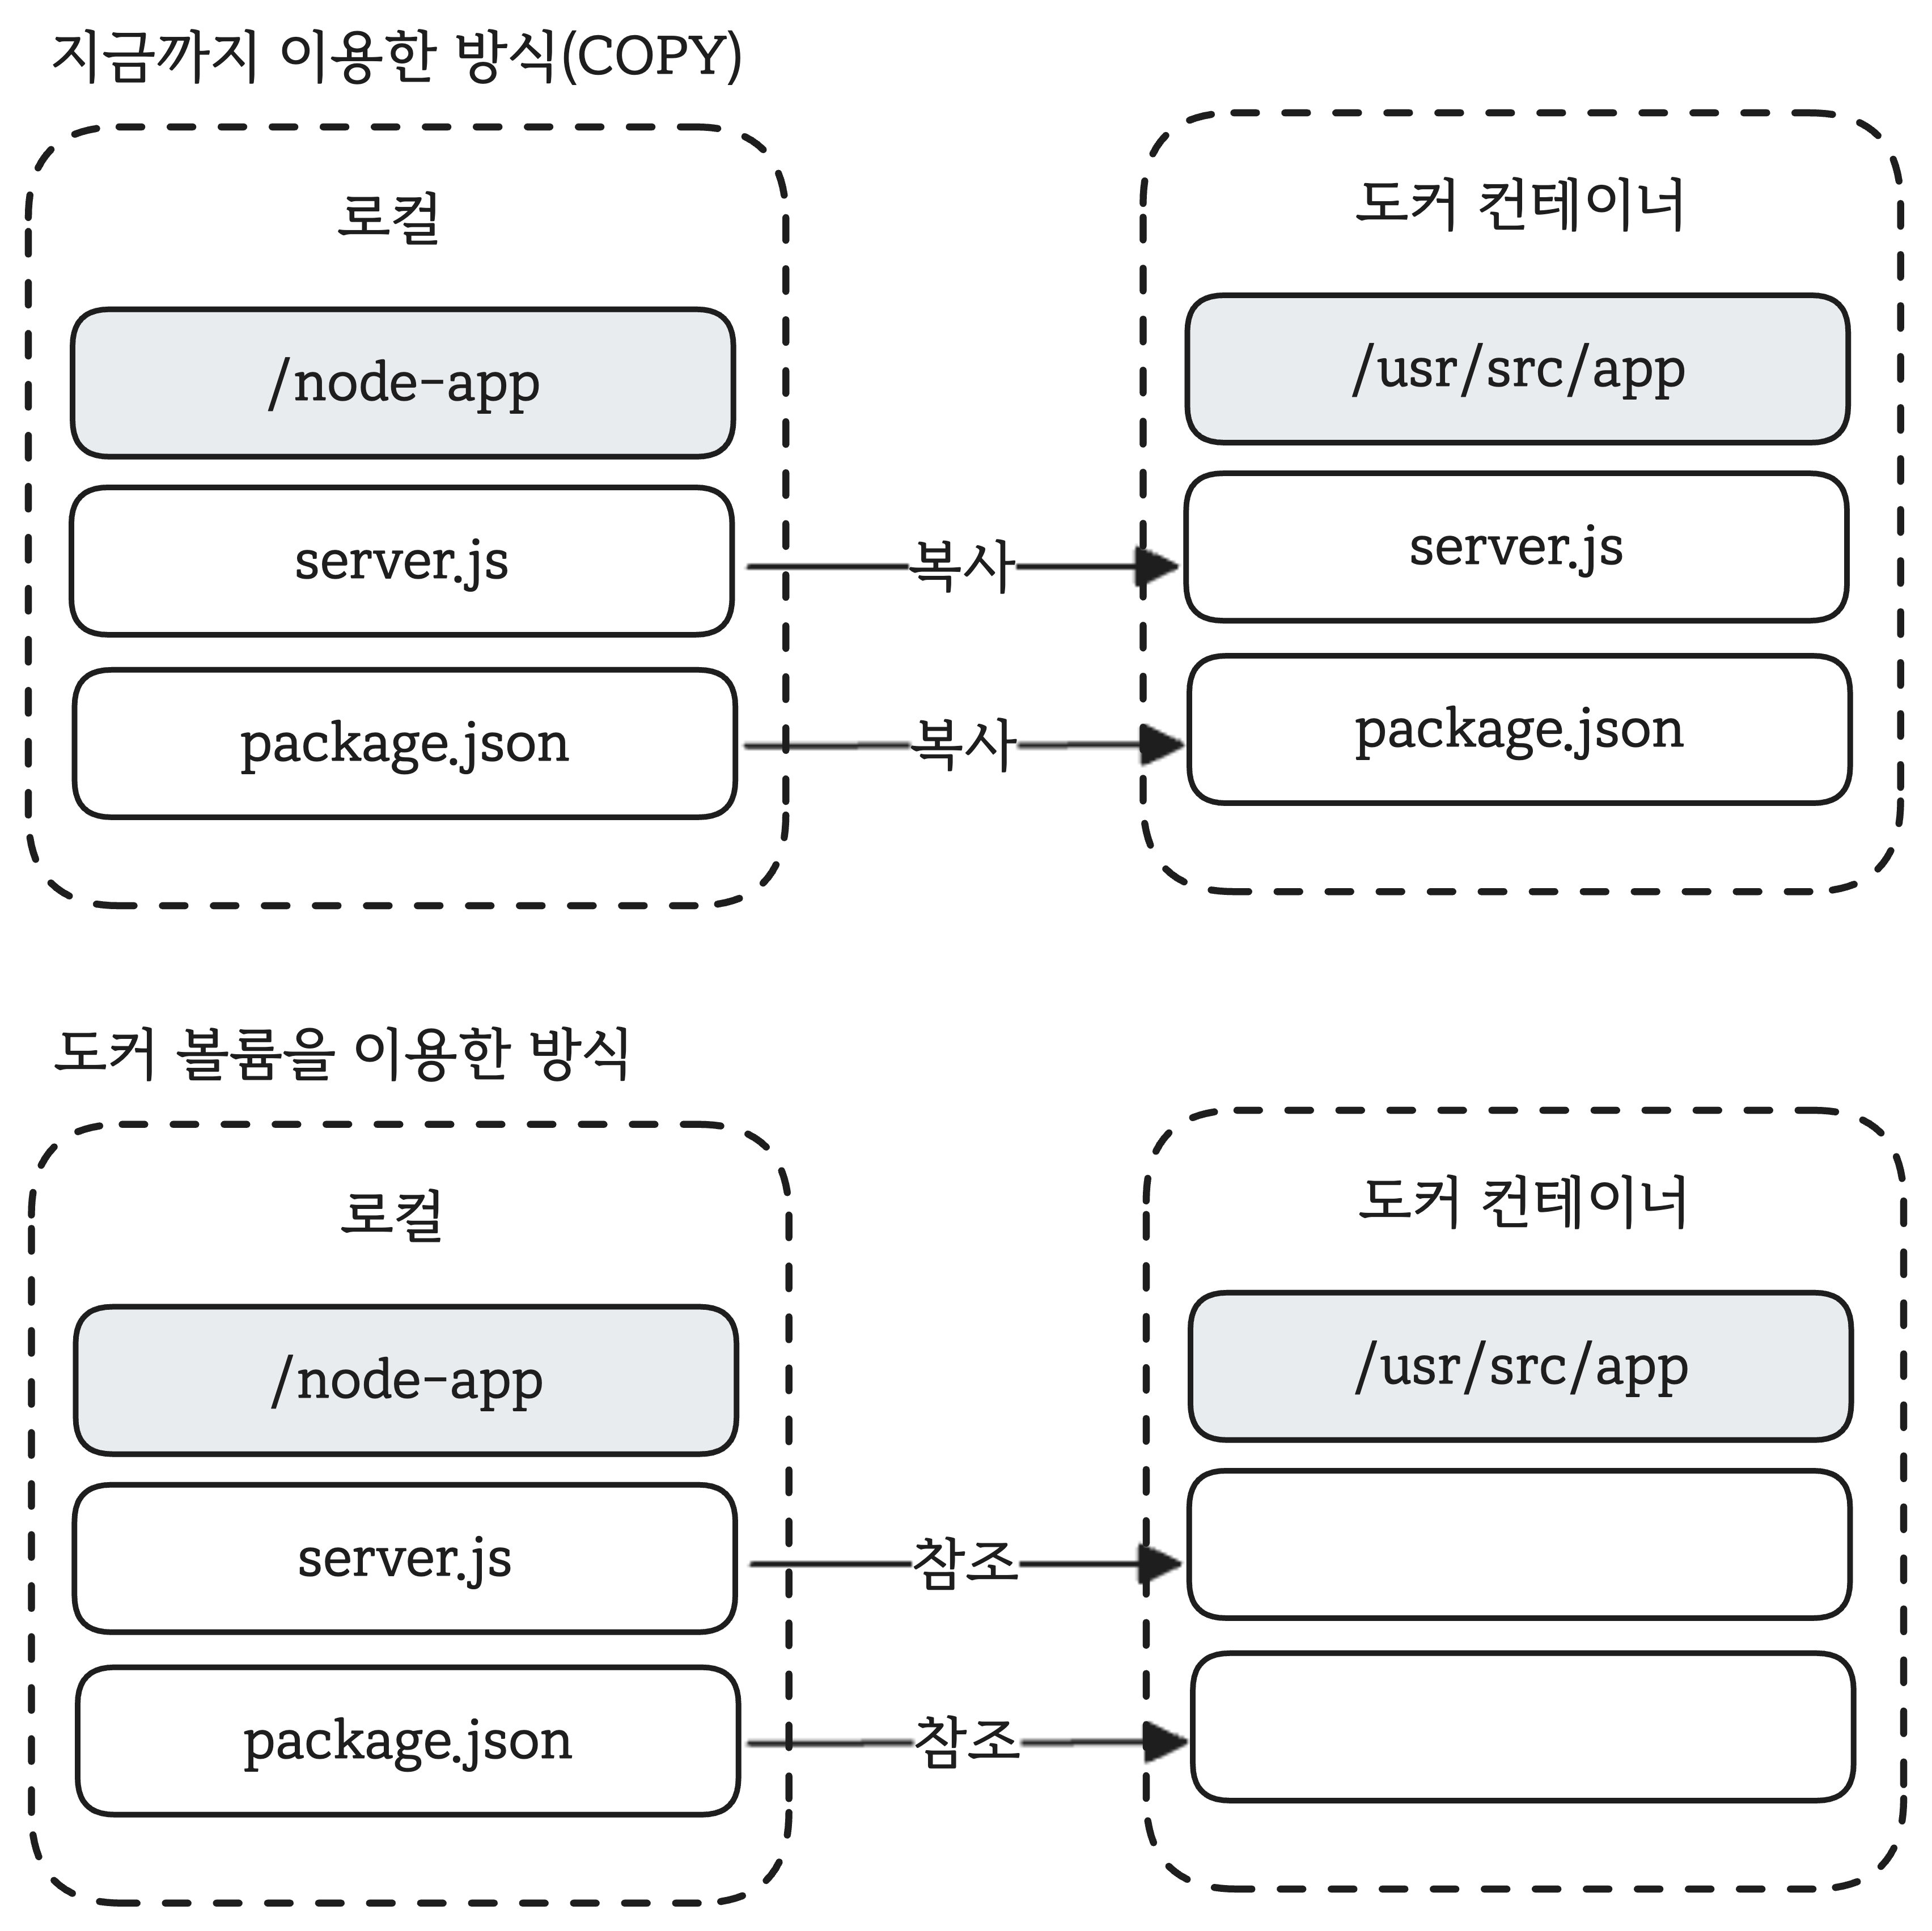 지금까지 이용한 방식(COPY)
로컬
도커 컨테이너
/node-app
/usr/src/app
server.js
복사
server.js
package.json
복사
package.json
도커 볼륨을 이용한 방식
로컬
도커 컨테이너
/node-app
/usr/src/app
server.js
참조
package.json
참조